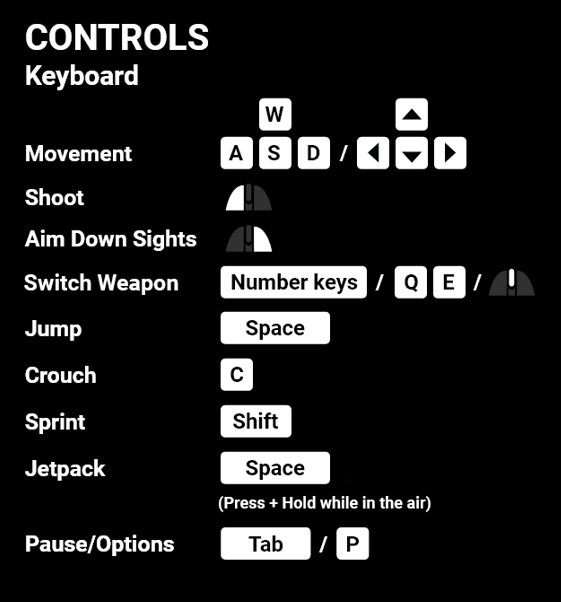 CONTROLS
Keyboard
W
Movement A S D /
Shoot
Aim Down Sights
Switch Weapon Number keys / Q E /
Jump Space
Crouch C
Sprint Shift
Jetpack Space
(Press + Hold while in the air)
Pause/Options Tab / P